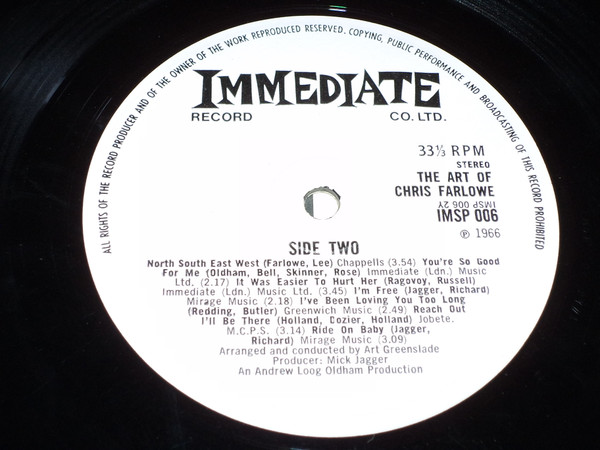 ALL RIGHTS OF THE RECORD PRODUCER AND OF THE OWNER OF THE WORK REPRODUCED RESERVED. COPYING, PUBLIC PERFORMANCE AND BROADCASTING OF THIS RECORD PROHIBITED
IMMEDIATE
RECORD CO. LTD.
33⅓ RPM
STEREO
THE ART OF
CHRIS FARLOWE
IMSP 006 2Y
IMSP 006
℗ 1966
SIDE TWO
North South East West (Farlowe, Lee) Chappells (3.54) You're So Good
For Me (Oldham, Bell, Skinner, Rose) Immediate (Ldn.) Music
Ltd. (2.17) It Was Easier To Hurt Her (Ragovoy, Russell)
Immediate (Ldn.) Music Ltd. (3.45) I'm Free (Jagger, Richard)
Mirage Music (2.18) I've Been Loving You Too Long
(Redding, Butler) Greenwich Music (2.49) Reach Out
I'll Be There (Holland, Dozier, Holland) Jobete.
M.C.P.S. (3.14) Ride On Baby (Jagger,
Richard) Mirage Music (3.09)
Arranged and conducted by Art Greenslade
Producer: Mick Jagger
An Andrew Loog Oldham Production